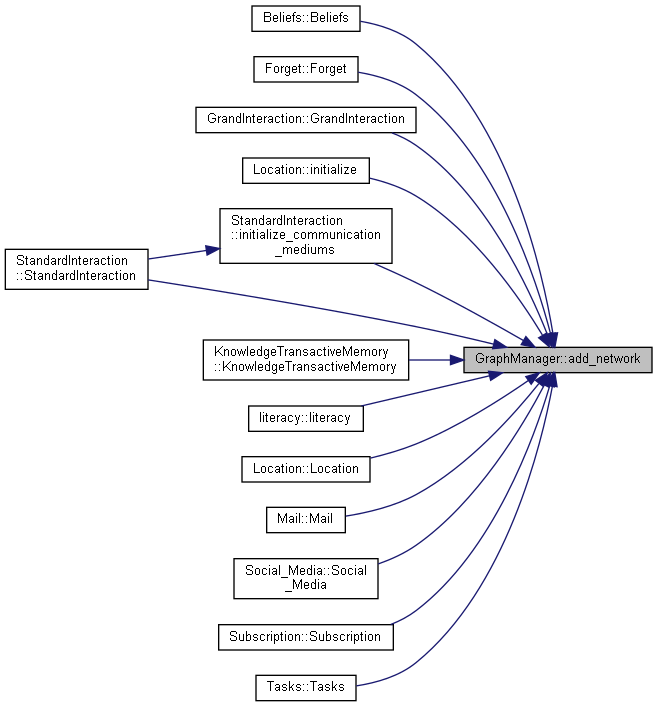 Beliefs::Beliefs
Forget::Forget
GrandInteraction::GrandInteraction
Location::initialize
StandardInteraction
::initialize_communication
_mediums
StandardInteraction
::StandardInteraction
GraphManager::add_network
KnowledgeTransactiveMemory
::KnowledgeTransactiveMemory
literacy::literacy
Location::Location
Mail::Mail
Social_Media::Social
_Media
Subscription::Subscription
Tasks::Tasks